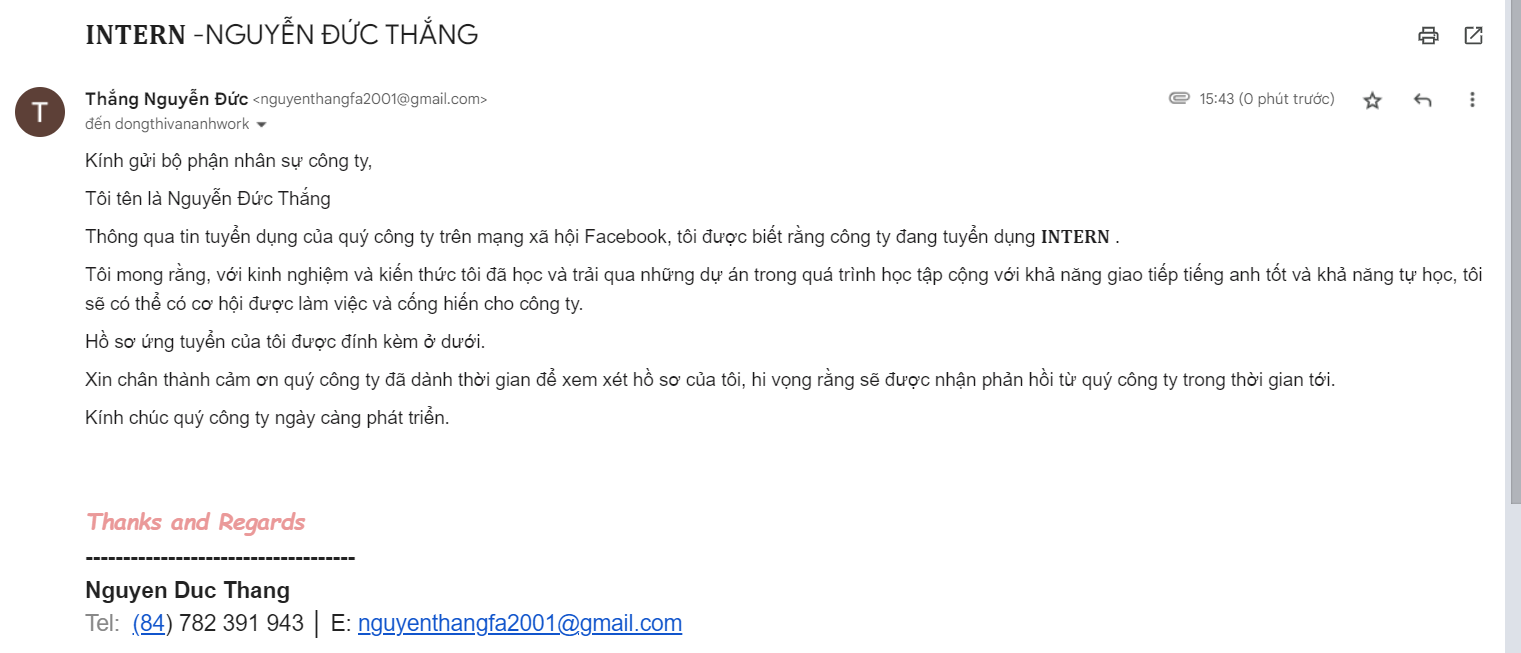 INTERN -NGUYỄN ĐỨC THẮNG
T
Thắng Nguyễn Đức <nguyenthangfa2001@gmail.com>
15:43 (0 phút trước)
đến dongthivananhwork
Kính gửi bộ phận nhân sự công ty,
Tôi tên là Nguyễn Đức Thắng
Thông qua tin tuyển dụng của quý công ty trên mạng xã hội Facebook, tôi được biết rằng công ty đang tuyển dụng INTERN .
Tôi mong rằng, với kinh nghiệm và kiến thức tôi đã học và trải qua những dự án trong quá trình học tập cộng với khả năng giao tiếp tiếng anh tốt và khả năng tự học, tôi
sẽ có thể có cơ hội được làm việc và cống hiến cho công ty.
Hồ sơ ứng tuyển của tôi được đính kèm ở dưới.
Xin chân thành cảm ơn quý công ty đã dành thời gian để xem xét hồ sơ của tôi, hi vọng rằng sẽ được nhận phản hồi từ quý công ty trong thời gian tới.
Kính chúc quý công ty ngày càng phát triển.
Thanks and Regards
------------------------------------
Nguyen Duc Thang
Tel: (84) 782 391 943 │ E: nguyenthangfa2001@gmail.com